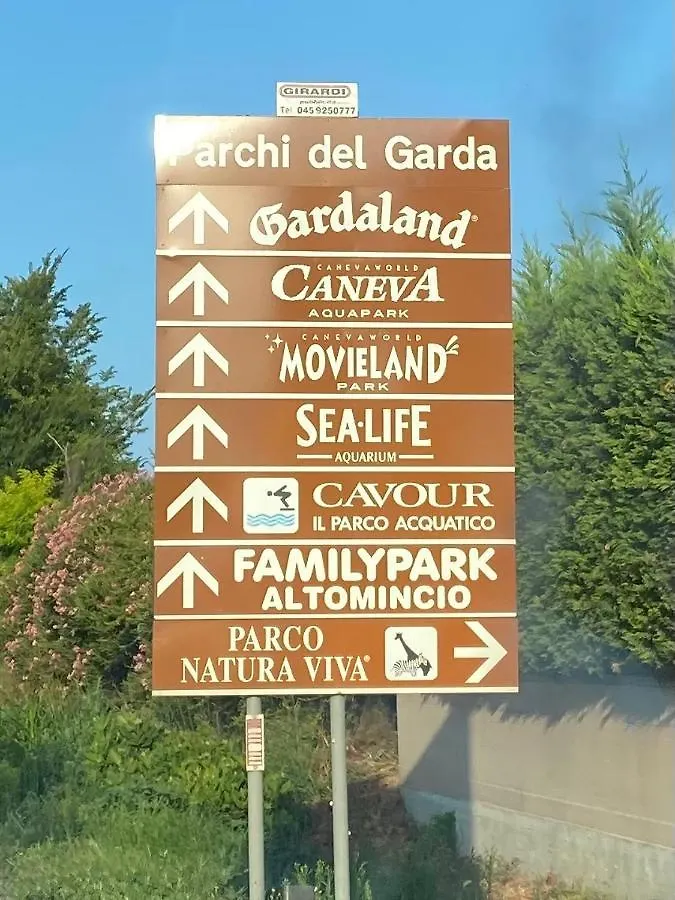 GIRARDI
pubblicità
Tel 045 9250777
Parchi del Garda
Gardaland®
CANEVAWORLD
CANEVA
AQUAPARK
CANEVAWORLD
MOVIELAND
PARK
SEA·LIFE
AQUARIUM
CAVOUR
IL PARCO ACQUATICO
FAMILYPARK
ALTOMINCIO
PARCO
NATURA VIVA®